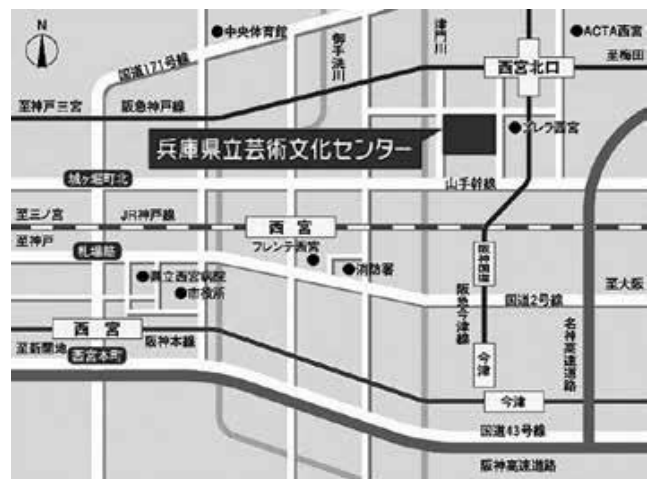 N
中央体育館
国道171号線
御手洗川
津門川
ACTA西宮
至梅田
西宮北口
至神戸三宮
阪急神戸線
プレラ西宮
兵庫県立芸術文化センター
城ヶ堀町北
山手幹線
至三ノ宮
JR神戸線
西宮
至神戸
札場筋
フレンテ西宮
消防署
県立西宮病院
市役所
阪神国道
阪急今津線
至大阪
国道2号線
名神高速道路
西宮
至新開地
西宮本町
阪神本線
今津
今津
国道43号線
阪神高速道路